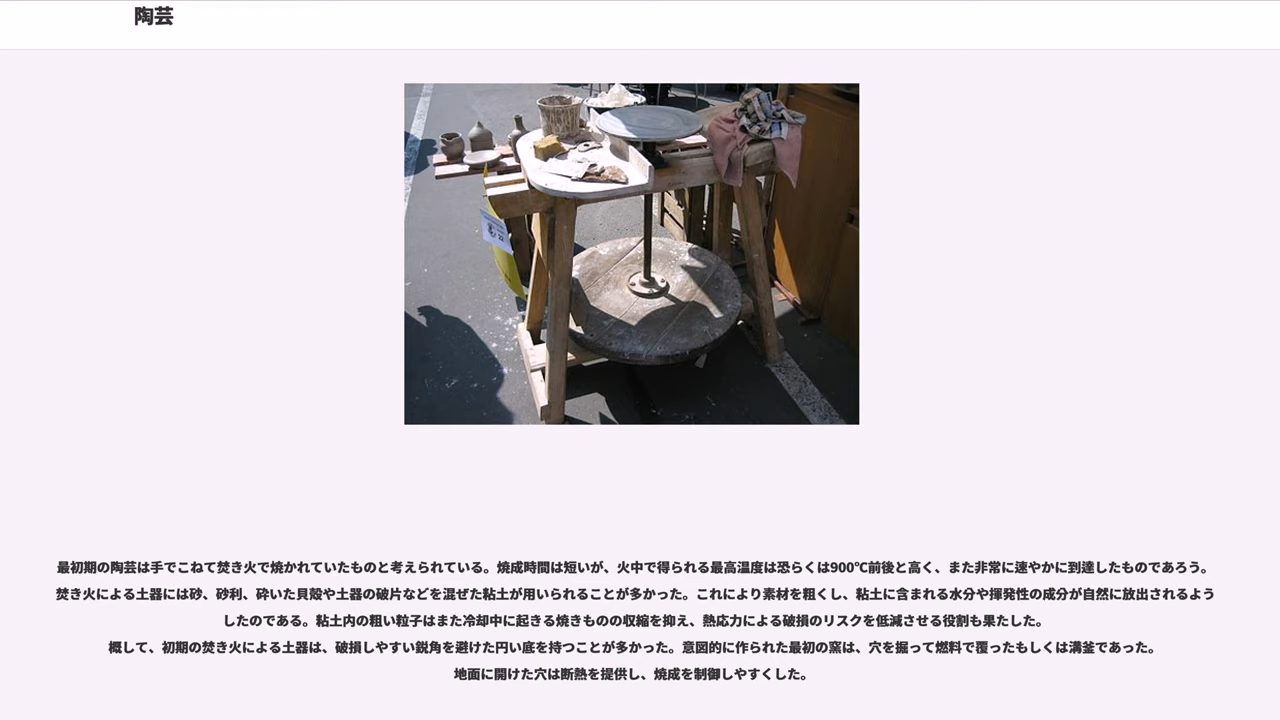 陶芸
最初期の陶芸は手でこねて焚き火で焼かれていたものと考えられている。焼成時間は短いが、火中で得られる最高温度は恐らくは900℃前後と高く、また非常に速やかに到達したものであろう。
焚き火による土器には砂、砂利、砕いた貝殻や土器の破片などを混ぜた粘土が用いられることが多かった。これにより素材を粗くし、粘土に含まれる水分や揮発性の成分が自然に放出されるよう
したのである。粘土内の粗い粒子はまた冷却中に起きる焼きものの収縮を抑え、熱応力による破損のリスクを低減させる役割も果たした。
概して、初期の焚き火による土器は、破損しやすい鋭角を避けた円い底を持つことが多かった。意図的に作られた最初の窯は、穴を掘って燃料で覆ったもしくは溝釜であった。
地面に開けた穴は断熱を提供し、焼成を制御しやすくした。